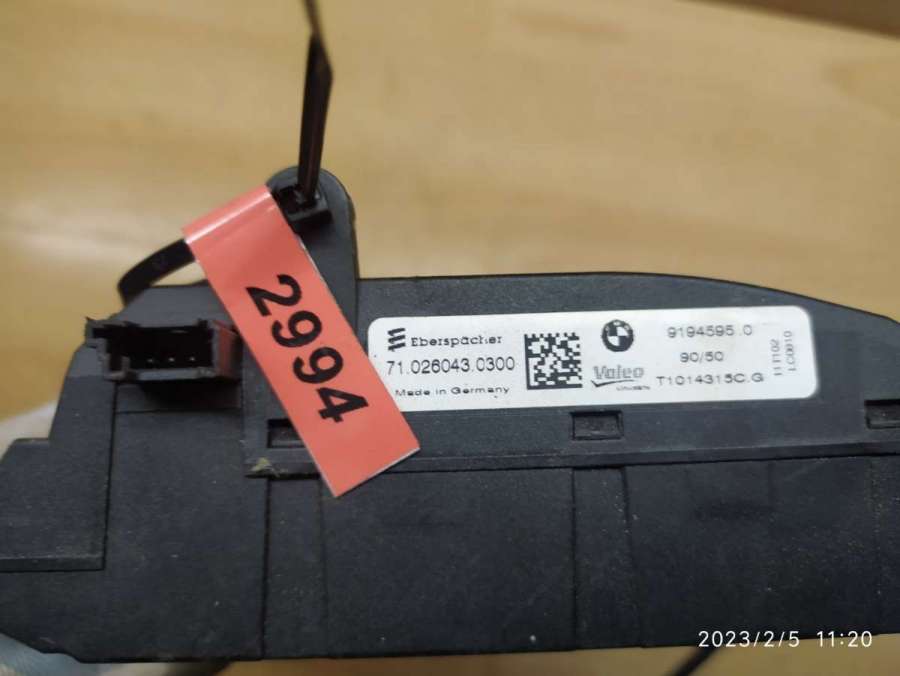 2994
Eberspächer
71.026043.0300
Made in Germany
Valeo
9194595.0
90/50
T1014315C.G
2023/2/5 11:20